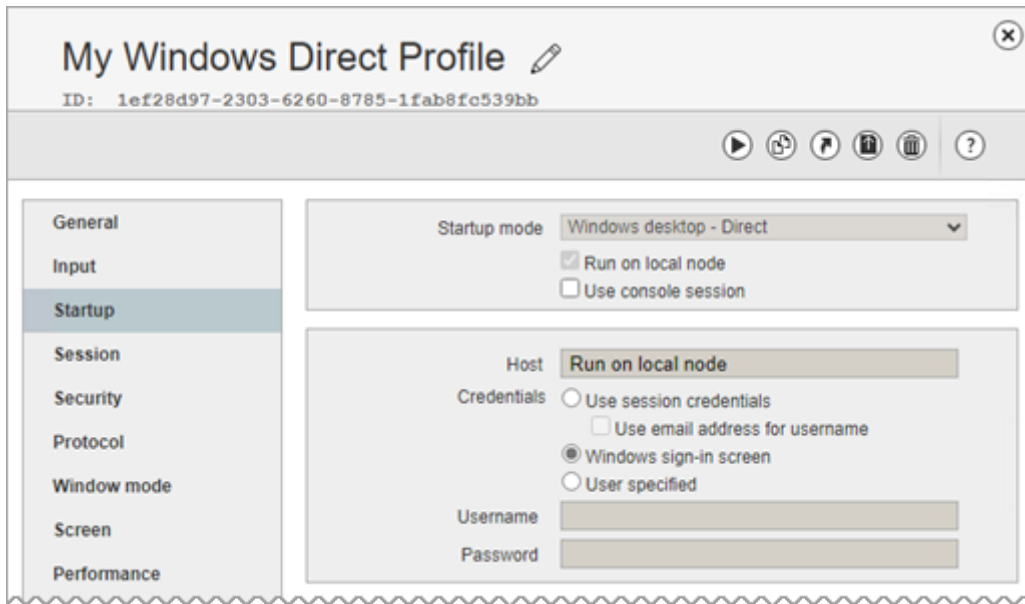 My Windows Direct Profile
ID: 1ef28d97-2303-6260-8785-1fab8fc539bb
?
General
Input
Startup
Session
Security
Protocol
Window mode
Screen
Performance
Startup mode Windows desktop - Direct
Run on local node
Use console session
Host Run on local node
Credentials Use session credentials
Use email address for username
Windows sign-in screen
User specified
Username
Password